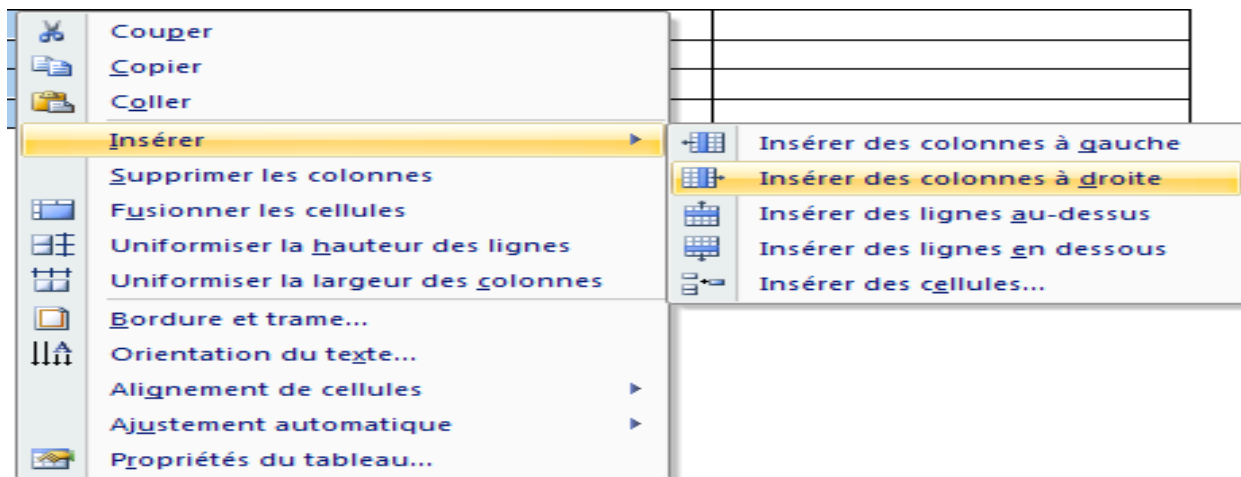 Couper
Copier
Coller
Insérer
Supprimer les colonnes
Fusionner les cellules
Uniformiser la hauteur des lignes
Uniformiser la largeur des colonnes
Bordure et trame...
Orientation du texte...
Alignement de cellules
Ajustement automatique
Propriétés du tableau...
Insérer des colonnes à gauche
Insérer des colonnes à droite
Insérer des lignes au-dessus
Insérer des lignes en dessous
Insérer des cellules...